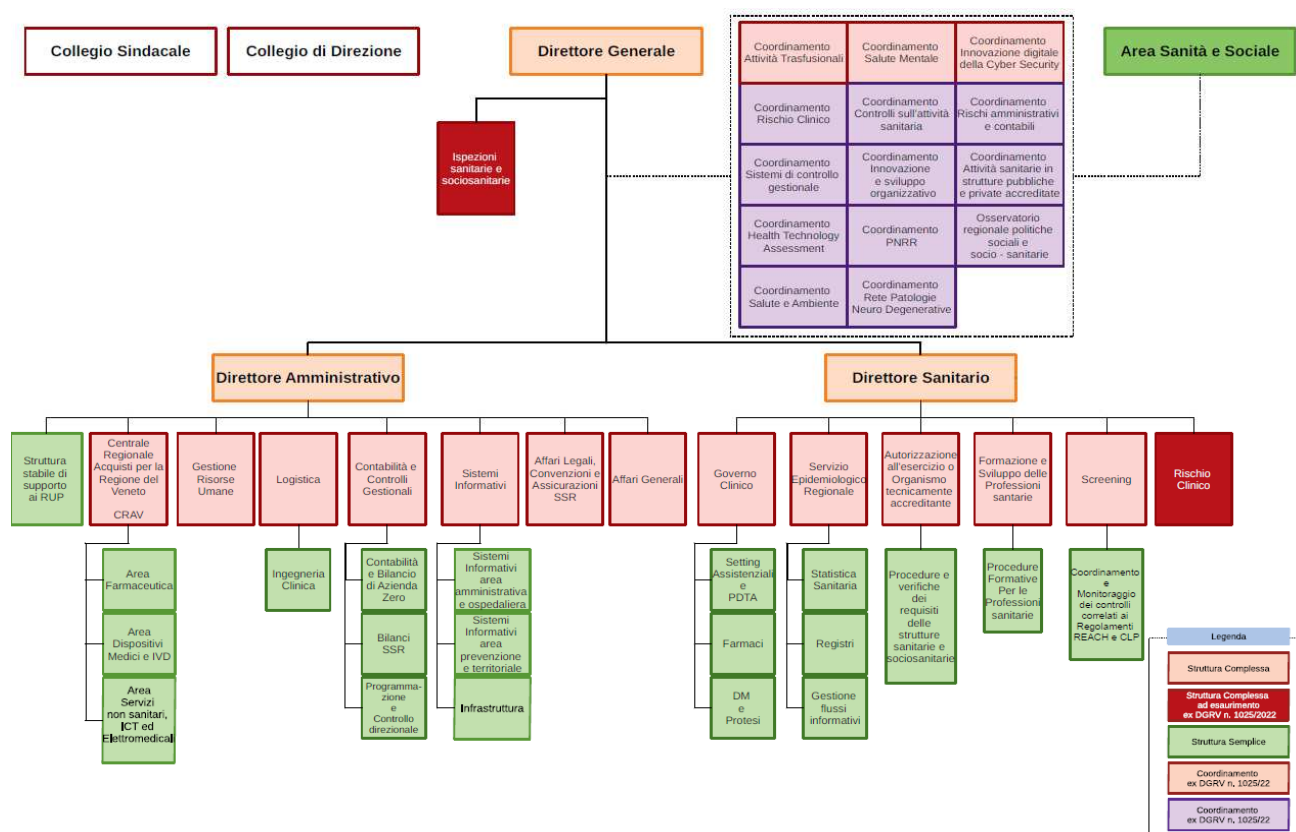 Collegio Sindacale
Collegio di Direzione
Direttore Generale
Coordinamento
Attività Trasfusionali
Coordinamento
Salute Mentale
Coordinamento
Innovazione digitale
della Cyber Security
Area Sanità e Sociale
Coordinamento
Rischio Clinico
Coordinamento
Controlli sull'attività
sanitaria
Coordinamento
Rischi amministrativi
e contabili
Ispezioni
sanitarie e
sociosanitarie
Coordinamento
Sistemi di controllo
gestionale
Coordinamento
Innovazione
e sviluppo
organizzativo
Coordinamento
Attività sanitarie in
strutture pubbliche
e private accreditate
Coordinamento
Health Technology
Assessment
Coordinamento
PNRR
Osservatorio
regionale politiche
sociali e
socio - sanitarie
Coordinamento
Salute e Ambiente
Coordinamento
Rete Patologie
Neuro Degenerative
Direttore Amministrativo
Direttore Sanitario
Struttura
stabile di
supporto
ai RUP
Centrale
Regionale
Acquisti per la
Regione del
Veneto
CRAV
Gestione
Risorse
Umane
Logistica
Contabilità e
Controlli
Gestionali
Sistemi
Informativi
Affari Legali,
Convenzioni e
Assicurazioni
SSR
Affari Generali
Governo
Clinico
Servizio
Epidemiologico
Regionale
Autorizzazione
all'esercizio o
Organismo
tecnicamente
accreditante
Formazione e
Sviluppo delle
Professioni
santarie
Screening
Rischio
Clinico
Area
Farmaceutica
Area
Dispositivi
Medici e IVD
Area
Servizi
non sanitari,
ICT ed
Elettromedicali
Ingegneria
Clinica
Contabilità
e Bilancio
di Azienda
Zero
Bilanci
SSR
Programma-
zione
e
Controllo
direzionale
Sistemi
Informativi
area
amministrativa
e ospedaliera
Sistemi
Informativi
area
prevenzione
e territoriale
Infrastruttura
Setting
Assistenziali
e
PDTA
Farmaci
DM
e
Protesi
Statistica
Sanitaria
Registri
Gestione
flussi
informativi
Procedure e
verifiche
dei
requisiti
delle
strutture
sanitarie e
sociosanitarie
Procedure
Formative
Per le
Professioni
sanitarie
Coordinamento
e
Monitoraggio
dei controlli
correlati ai
Regolamenti
REACH e CLP
Legenda
Struttura Complessa
Struttura Complessa
ad esaurimento
ex DGRV n. 1025/2022
Struttura Semplice
Coordinamento
ex DGRV n. 1025/22
Coordinamento
ex DGRV n. 1025/22